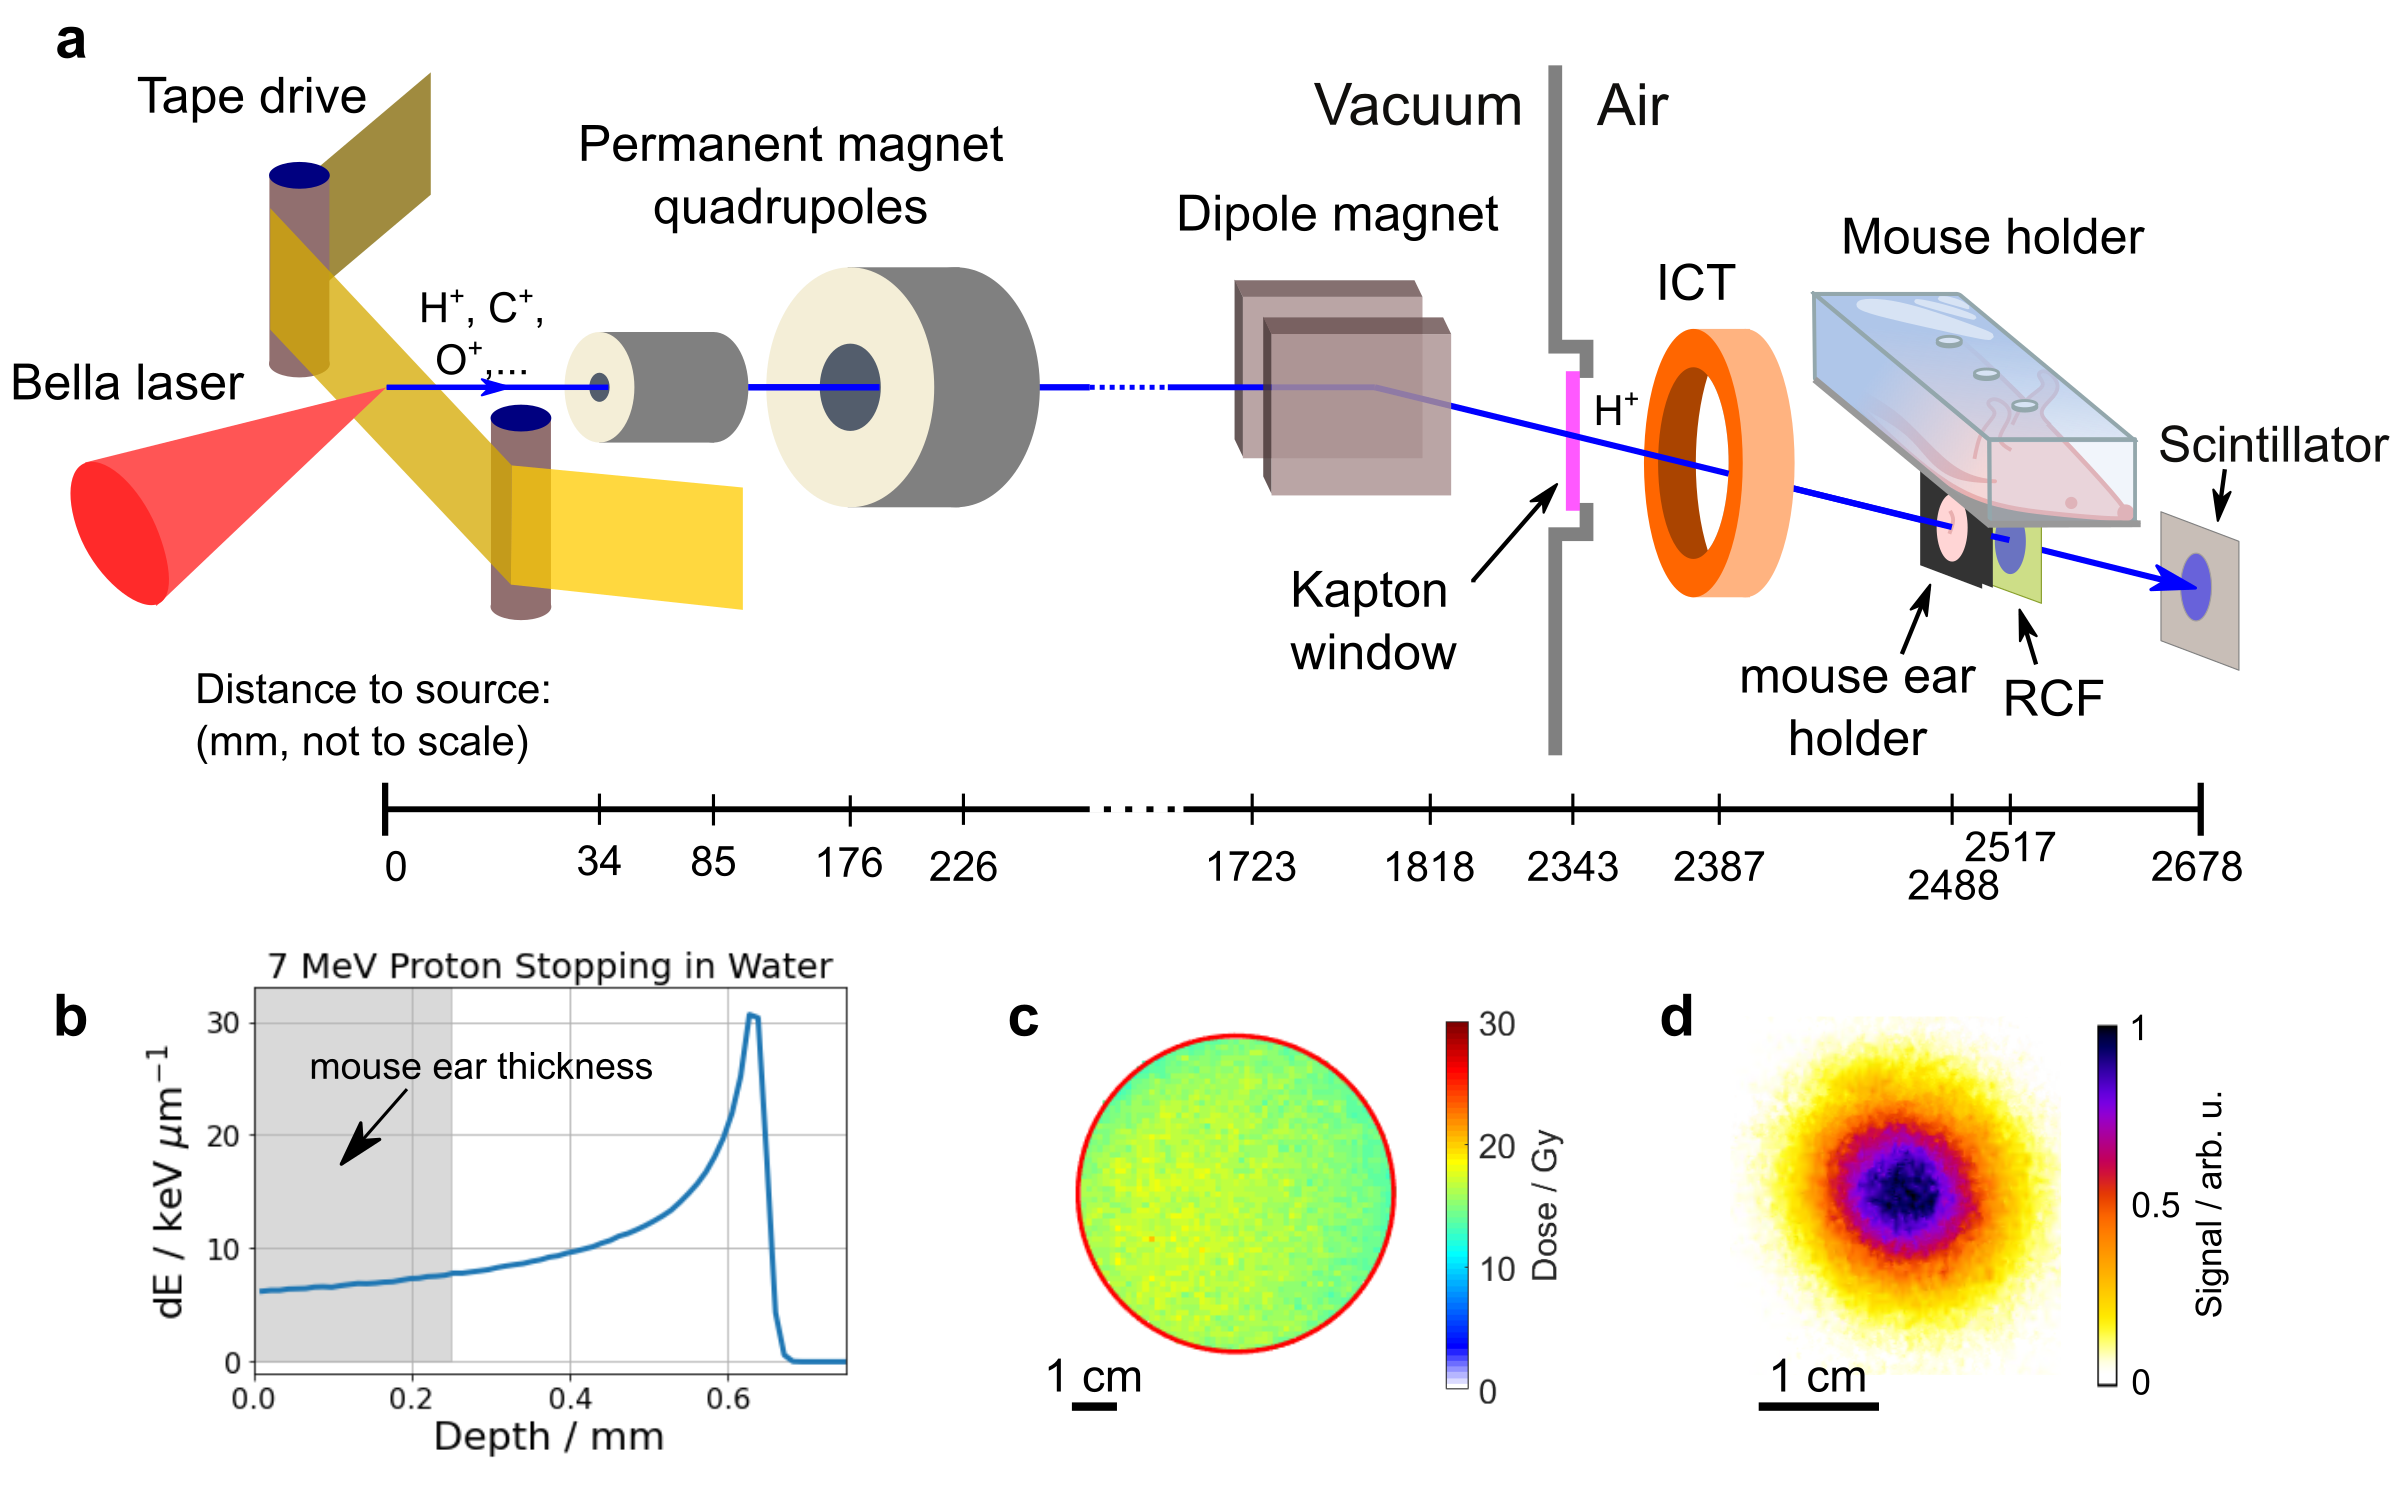 a
Tape drive
Permanent magnet
quadrupoles
Vacuum
Air
Dipole magnet
Mouse holder
ICT
H⁺, C⁺,
O⁺,...
Bella laser
H⁺
Scintillator
Kapton
window
mouse ear
holder
RCF
Distance to source:
(mm, not to scale)
0
34
85
176
226
1723
1818
2343
2387
2488
2517
2678
b
7 MeV Proton Stopping in Water
mouse ear thickness
dE / keV μm⁻¹
30
20
10
0
0.0
0.2
0.4
0.6
Depth / mm
c
1 cm
30
20
10
0
Dose / Gy
d
1 cm
1
0.5
0
Signal / arb. u.